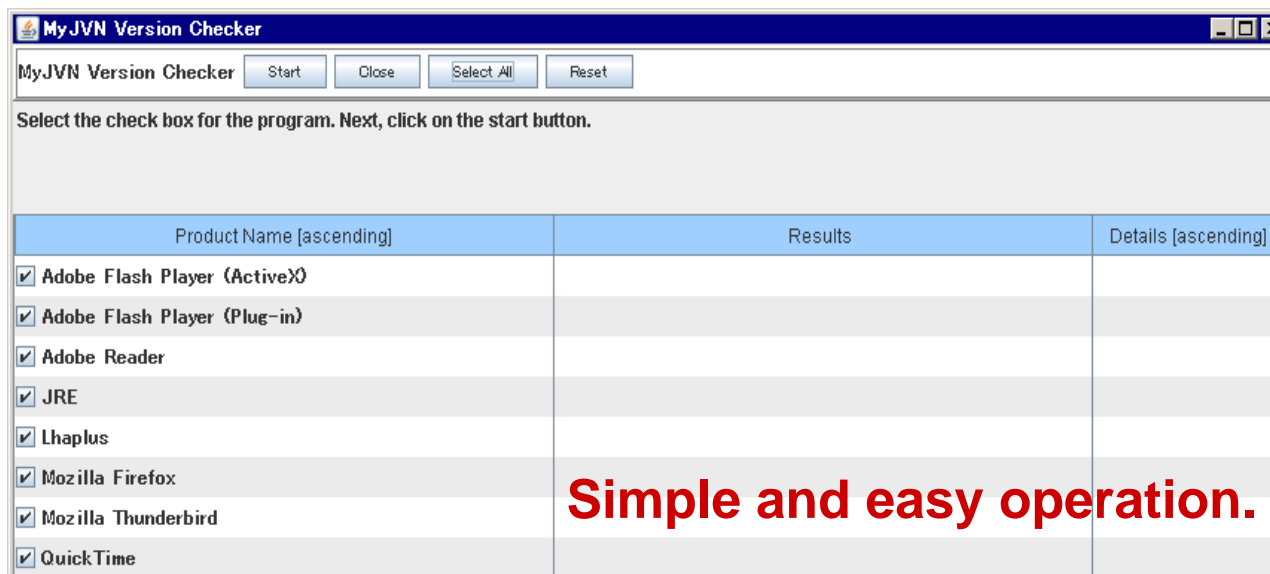 MyJVN Version Checker
MyJVN Version Checker Start Close Select All Reset
Select the check box for the program. Next, click on the start button.
Product Name [ascending] Results Details [ascending]
Adobe Flash Player (ActiveX)
Adobe Flash Player (Plug-in)
Adobe Reader
JRE
Lhaplus
Mozilla Firefox
Simple and easy operation.
Mozilla Thunderbird
QuickTime